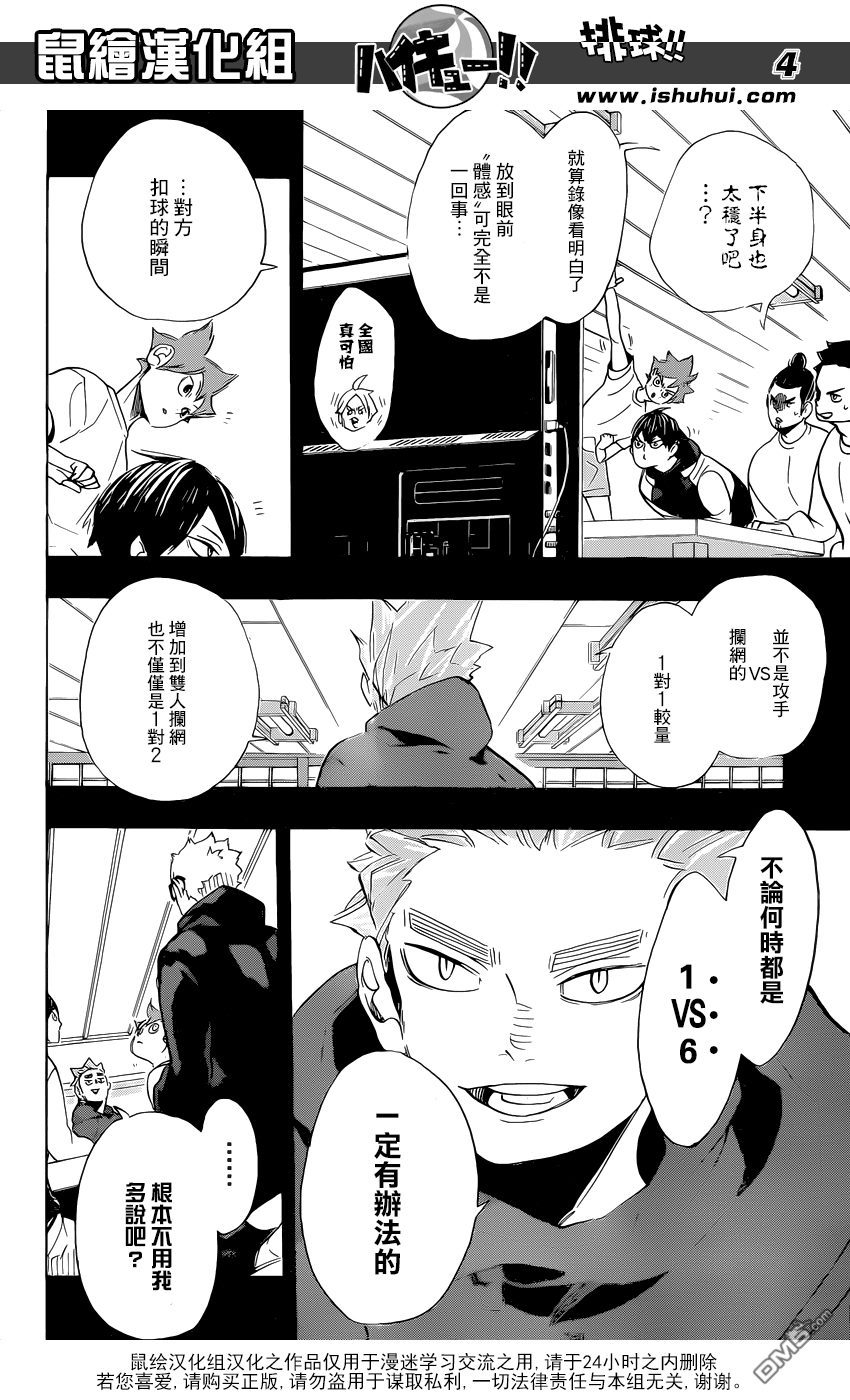 鼠繪漢化組
ハイキュー!!
排球!!
4
www.ishuhui.com
下半身也
太穩了吧
…?
就算錄像看明白了
放到眼前
“體感”可完全不是
一回事…
全國
真可怕
…對方
扣球的瞬間
並不是攻手
VS
攔網的
1對1較量
增加到雙人攔網
也不僅僅是1對2
不論何時都是
1
VS
6
一定有辦法的
……
根本不用我
多說吧?
鼠绘汉化组汉化之作品仅用于漫迷学习交流之用,请于24小时之内删除
若您喜爱,请购买正版,请勿盗用于谋取私利,一切法律责任与本组无关,谢谢.
DM5.com